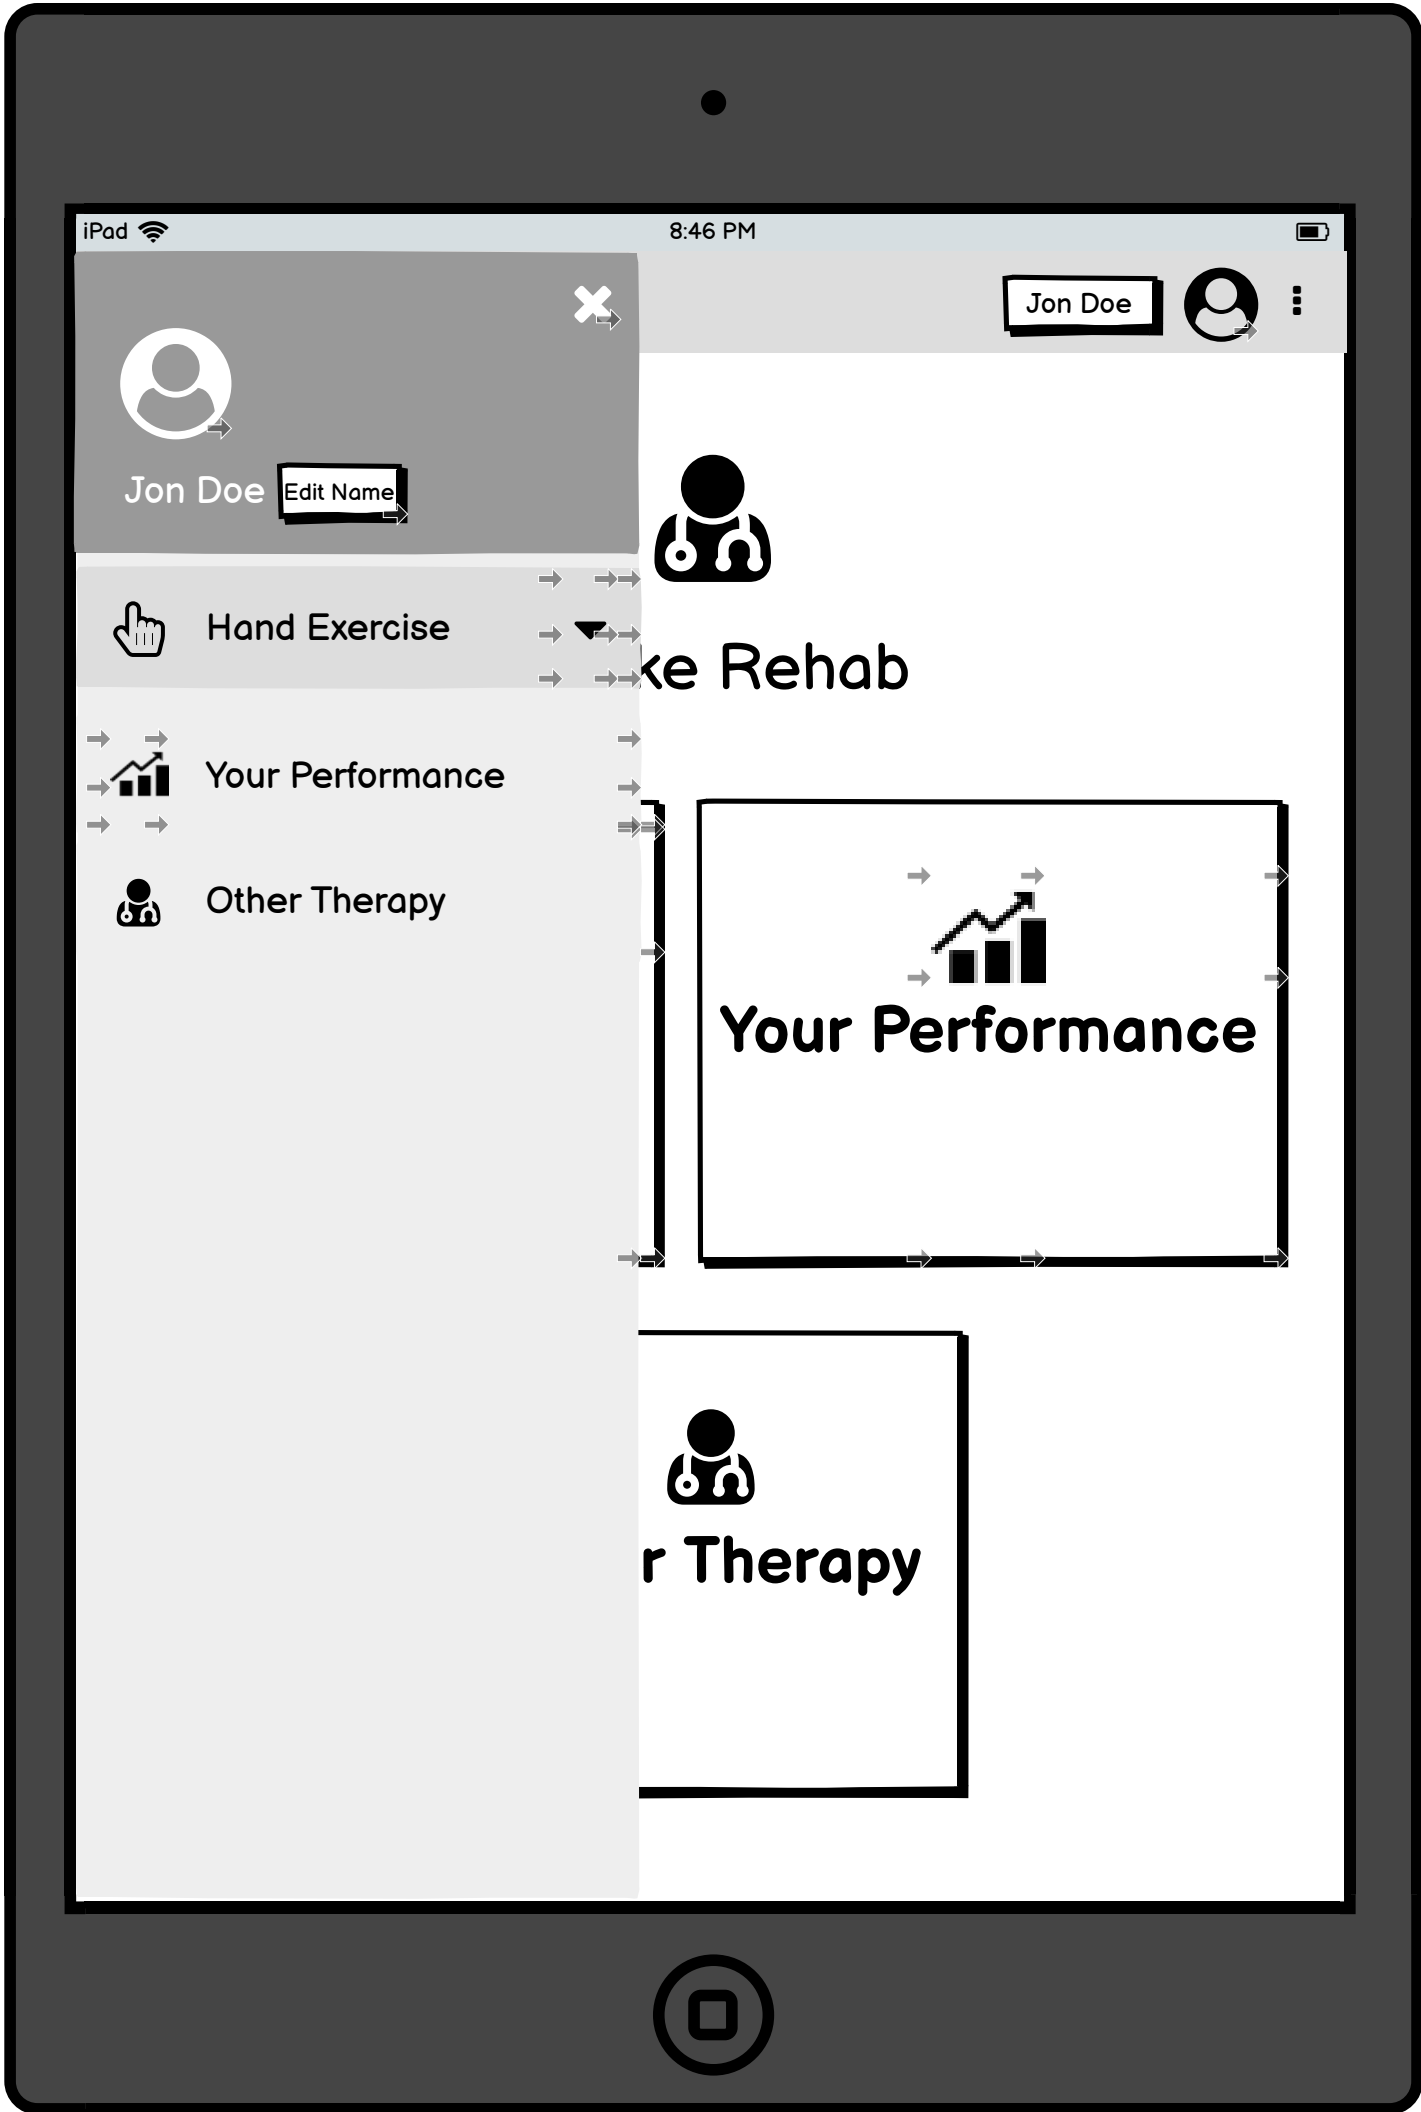 iPad 8:46 PM
Jon Doe
Jon Doe Edit Name
Hand Exercise
ke Rehab
Your Performance
Other Therapy
Your Performance
r Therapy